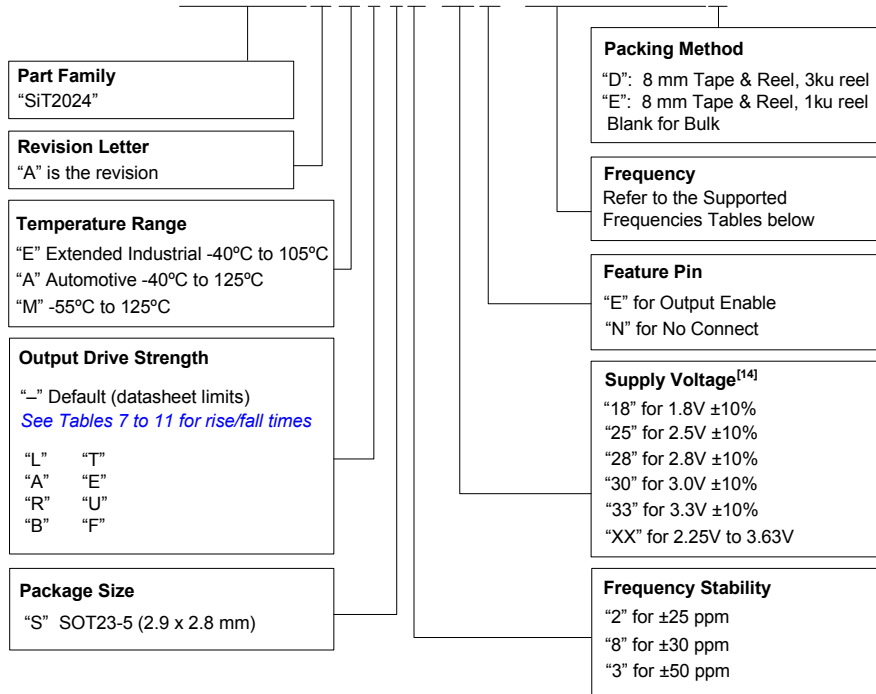 Part Family
“SiT2024”
Revision Letter
“A” is the revision
Temperature Range
“E” Extended Industrial -40ºC to 105ºC
“A” Automotive -40ºC to 125ºC
“M” -55ºC to 125ºC
Output Drive Strength
“–” Default (datasheet limits)
See Tables 7 to 11 for rise/fall times
“L” “T”
“A” “E”
“R” “U”
“B” “F”
Package Size
“S” SOT23-5 (2.9 x 2.8 mm)
Packing Method
“D”: 8 mm Tape & Reel, 3ku reel
“E”: 8 mm Tape & Reel, 1ku reel
Blank for Bulk
Frequency
Refer to the Supported
Frequencies Tables below
Feature Pin
“E” for Output Enable
“N” for No Connect
Supply Voltage[14]
“18” for 1.8V ±10%
“25” for 2.5V ±10%
“28” for 2.8V ±10%
“30” for 3.0V ±10%
“33” for 3.3V ±10%
“XX” for 2.25V to 3.63V
Frequency Stability
“2” for ±25 ppm
“8” for ±30 ppm
“3” for ±50 ppm